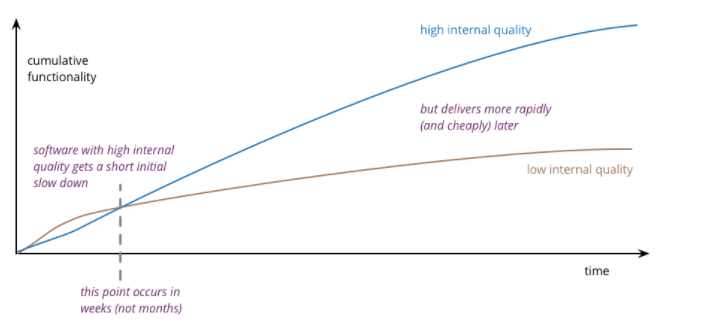 high internal quality
cumulative
functionality
but delivers more rapidly
(and cheaply) later
software with high internal
quality gets a short initial
slow down
low internal quality
time
this point occurs in
weeks (not months)